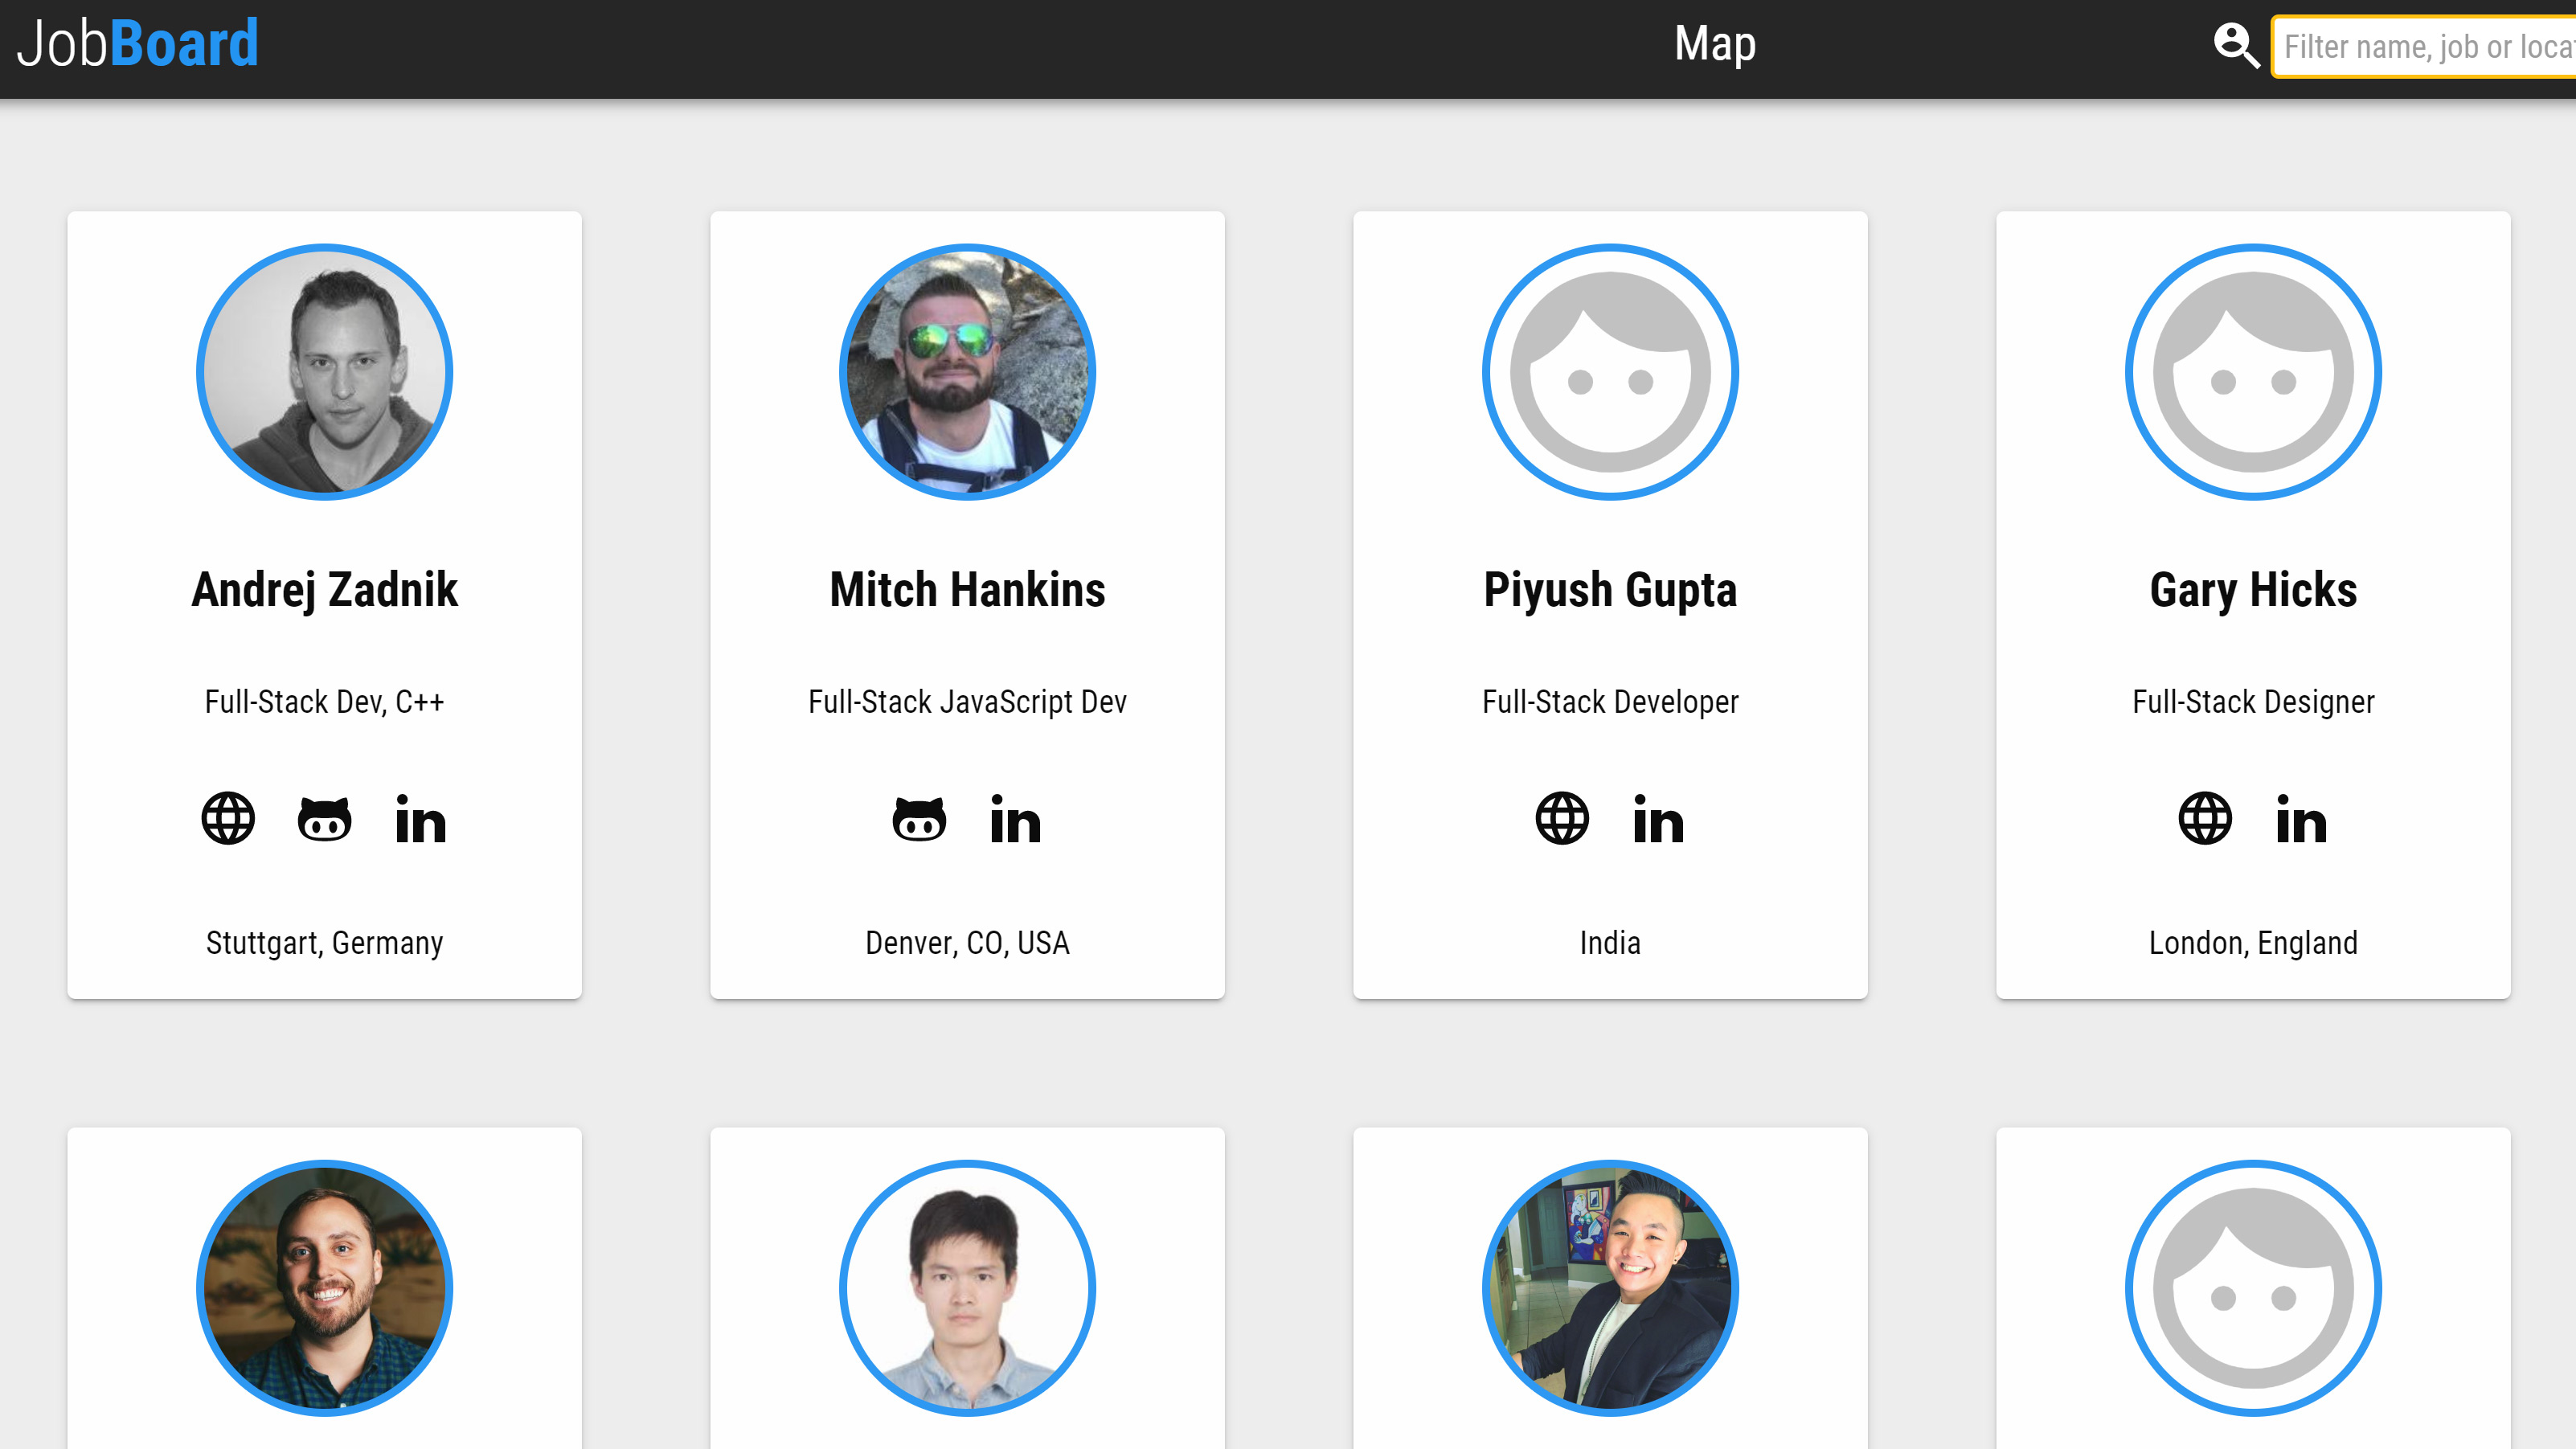 JobBoard
Map
Filter name, job or loca
Andrej Zadnik
Full-Stack Dev, C++
in
Stuttgart, Germany
Mitch Hankins
Full-Stack JavaScript Dev
in
Denver, CO, USA
Piyush Gupta
Full-Stack Developer
in
India
Gary Hicks
Full-Stack Designer
in
London, England